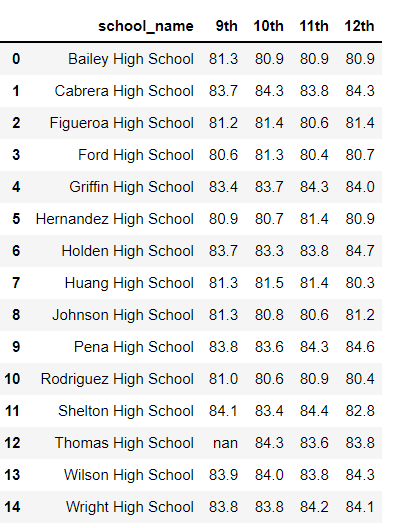 school_name 9th 10th 11th 12th
0 Bailey High School 81.3 80.9 80.9 80.9
1 Cabrera High School 83.7 84.3 83.8 84.3
2 Figueroa High School 81.2 81.4 80.6 81.4
3 Ford High School 80.6 81.3 80.4 80.7
4 Griffin High School 83.4 83.7 84.3 84.0
5 Hernandez High School 80.9 80.7 81.4 80.9
6 Holden High School 83.7 83.3 83.8 84.7
7 Huang High School 81.3 81.5 81.4 80.3
8 Johnson High School 81.3 80.8 80.6 81.2
9 Pena High School 83.8 83.6 84.3 84.6
10 Rodriguez High School 81.0 80.6 80.9 80.4
11 Shelton High School 84.1 83.4 84.4 82.8
12 Thomas High School nan 84.3 83.6 83.8
13 Wilson High School 83.9 84.0 83.8 84.3
14 Wright High School 83.8 83.8 84.2 84.1